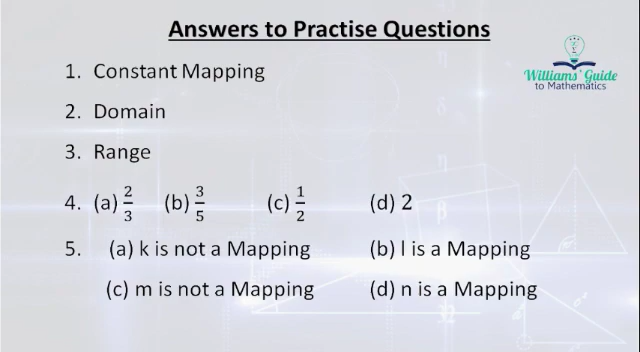 Answers to Practise Questions
Williams' Guide
to Mathematics
1. Constant Mapping
2. Domain
3. Range
4. (a) 2/3 (b) 3/5 (c) 1/2 (d) 2
5. (a) k is not a Mapping (b) l is a Mapping
(c) m is not a Mapping (d) n is a Mapping